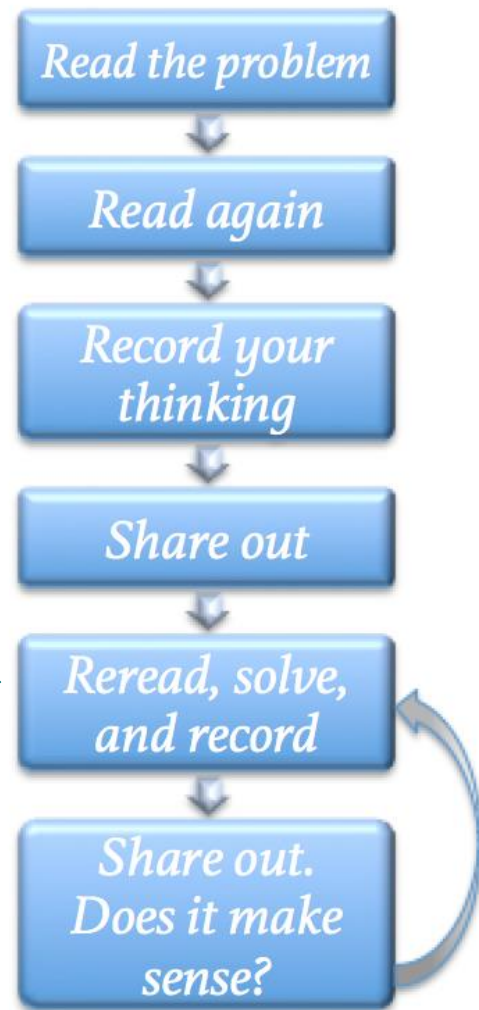 Read the problem
Read again
Record your
thinking
Share out
Reread, solve,
and record
Share out.
Does it make
sense?